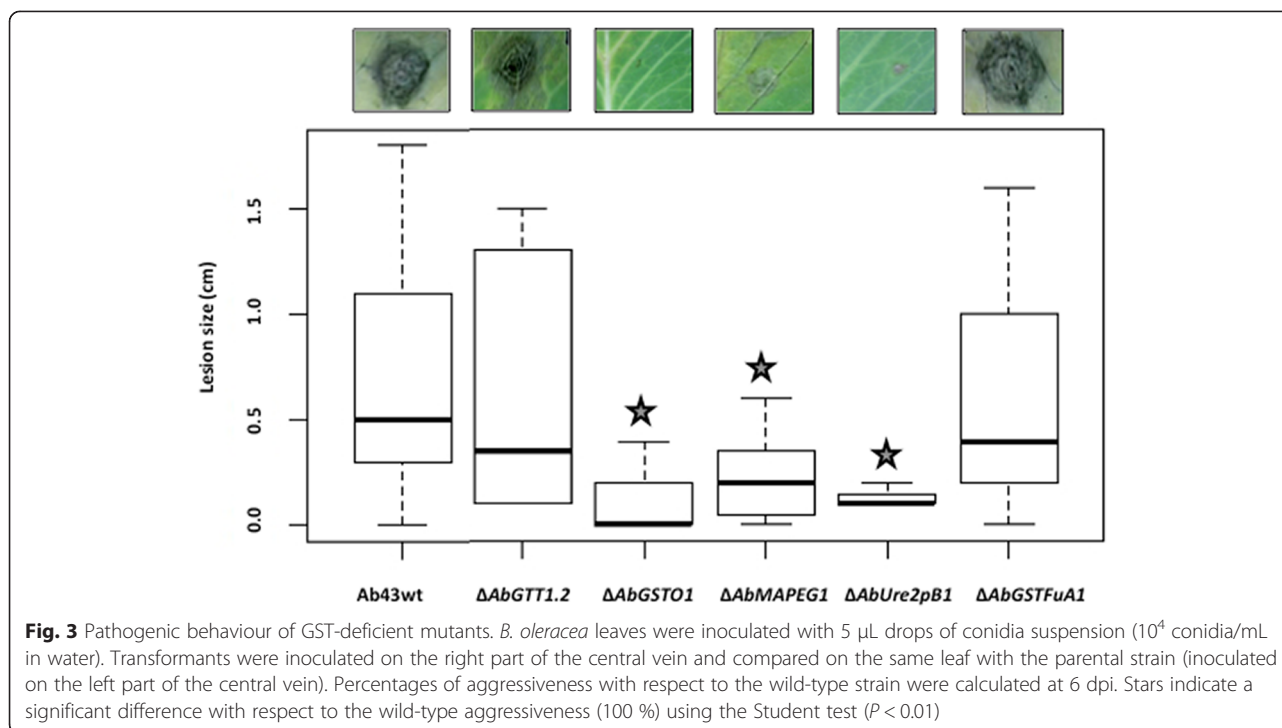 Lesion size (cm)
1.5
1.0
0.5
0.0
Ab43wt ΔAbGTT1.2 ΔAbGSTO1 ΔAbMAPEG1 ΔAbUre2pB1 ΔAbGSTFuA1
Fig. 3 Pathogenic behaviour of GST-deficient mutants. B. oleracea leaves were inoculated with 5 μL drops of conidia suspension (10⁴ conidia/mL
in water). Transformants were inoculated on the right part of the central vein and compared on the same leaf with the parental strain (inoculated
on the left part of the central vein). Percentages of aggressiveness with respect to the wild-type strain were calculated at 6 dpi. Stars indicate a
significant difference with respect to the wild-type aggressiveness (100 %) using the Student test (P < 0.01)